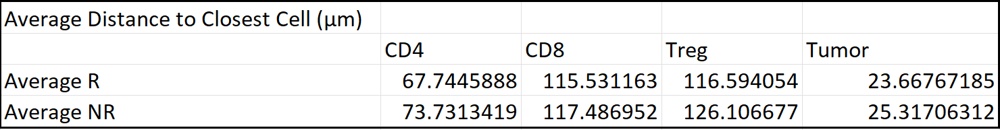 Average Distance to Closest Cell (µm)
CD4 CD8 Treg Tumor
Average R 67.7445888 115.531163 116.594054 23.66767185
Average NR 73.7313419 117.486952 126.106677 25.31706312